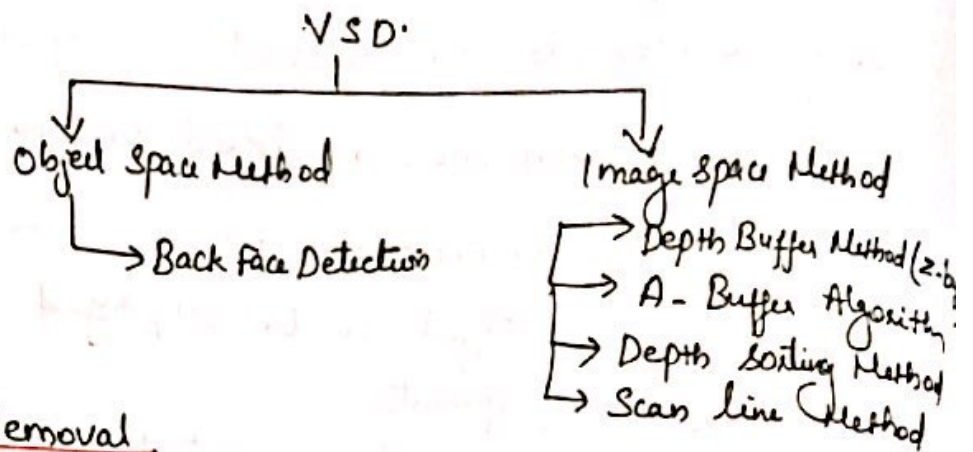 VSD.
Object Space Method
Back Face Detection
Image Space Method
Depth Buffer Method (z-b
A - Buffer Algorithm
Depth Sorting Method
Scan line Method
emoval